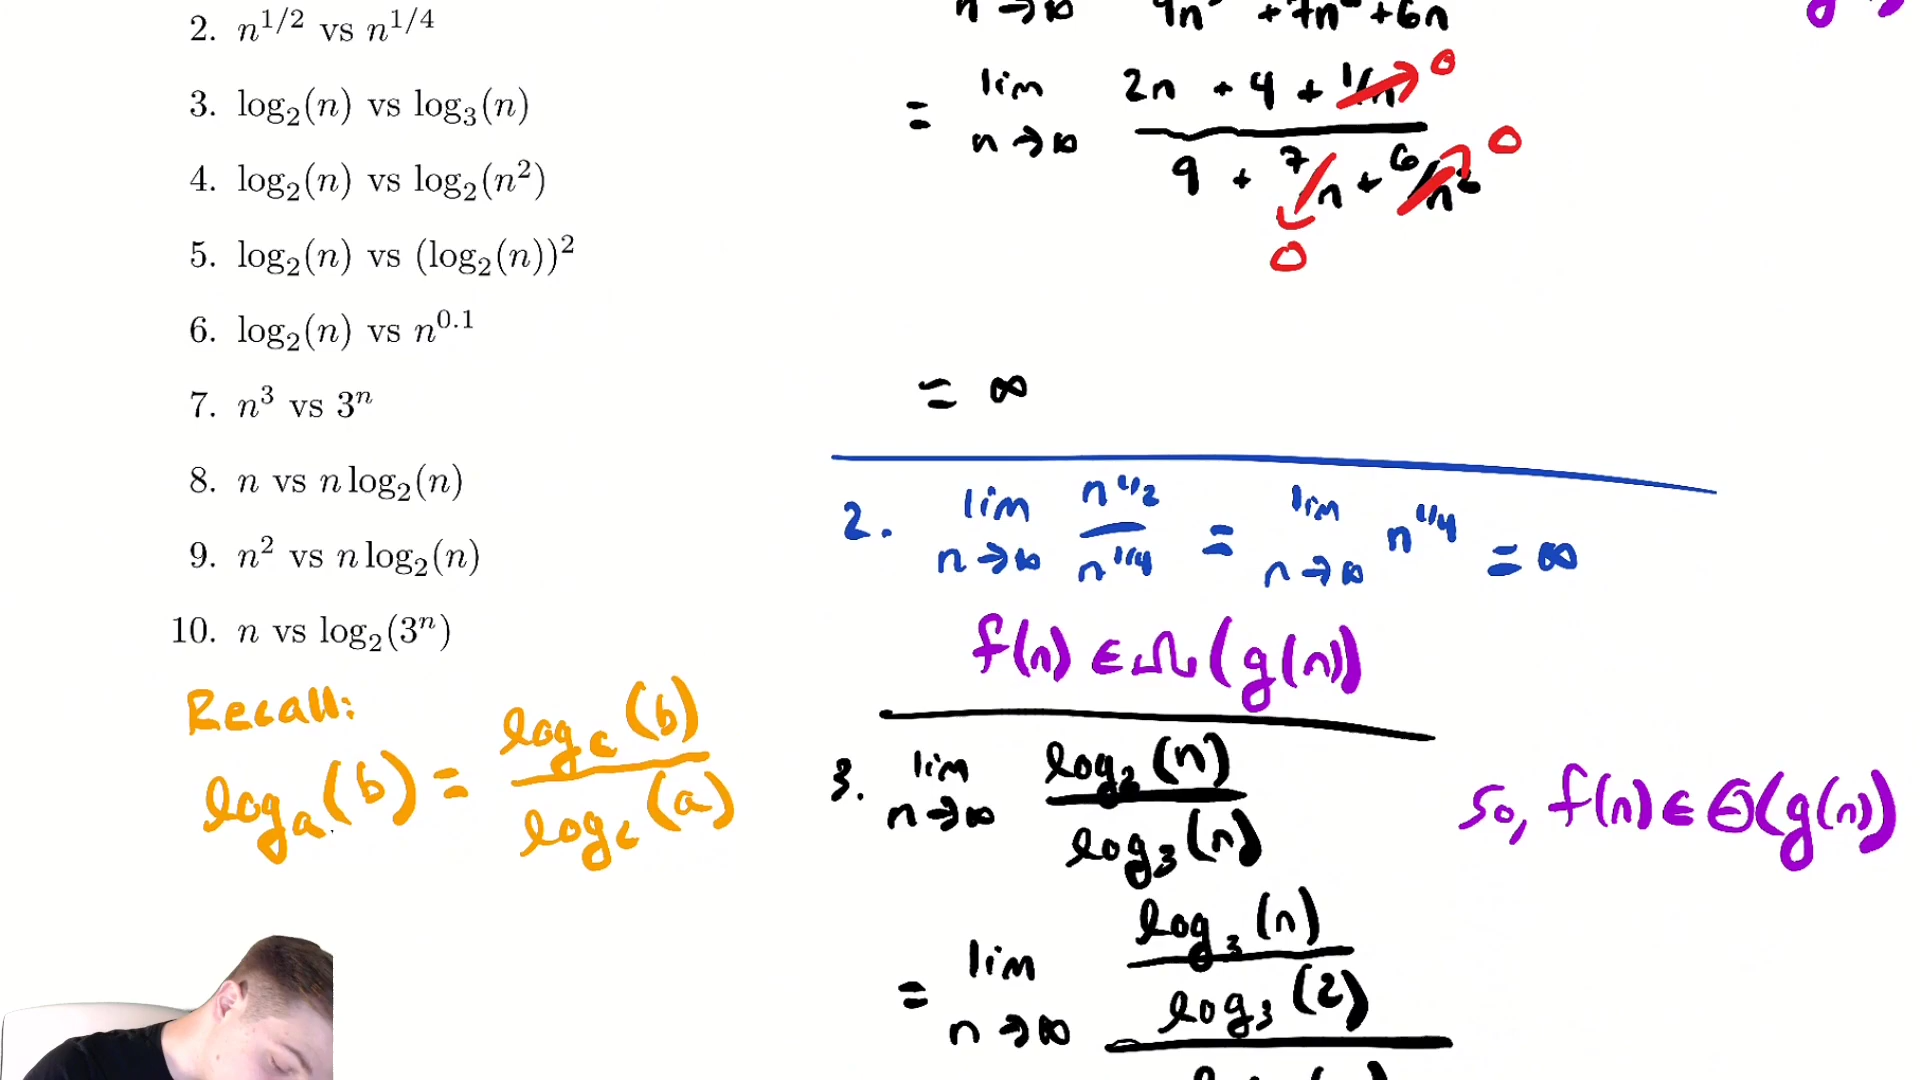 2. n^{1/2} vs n^{1/4}
3. log_2(n) vs log_3(n)
4. log_2(n) vs log_2(n^2)
5. log_2(n) vs (log_2(n))^2
6. log_2(n) vs n^{0.1}
7. n^3 vs 3^n
8. n vs n log_2(n)
9. n^2 vs n log_2(n)
10. n vs log_2(3^n)
Recall:
log_a(b) = log_c(b) / log_c(a)
n→∞ +7n +6n
= lim n→∞ (2n + 4 + 1/n → 0) / (9 + 7/n → 0 + 6/n^2 → 0)
= ∞
2. lim n→∞ n^{1/2} / n^{1/4} = lim n→∞ n^{1/4} = ∞
f(n) ∈ Ω(g(n))
3. lim n→∞ log_2(n) / log_3(n)
so, f(n) ∈ Θ(g(n))
= lim n→∞ log_3(n) / log_3(2)